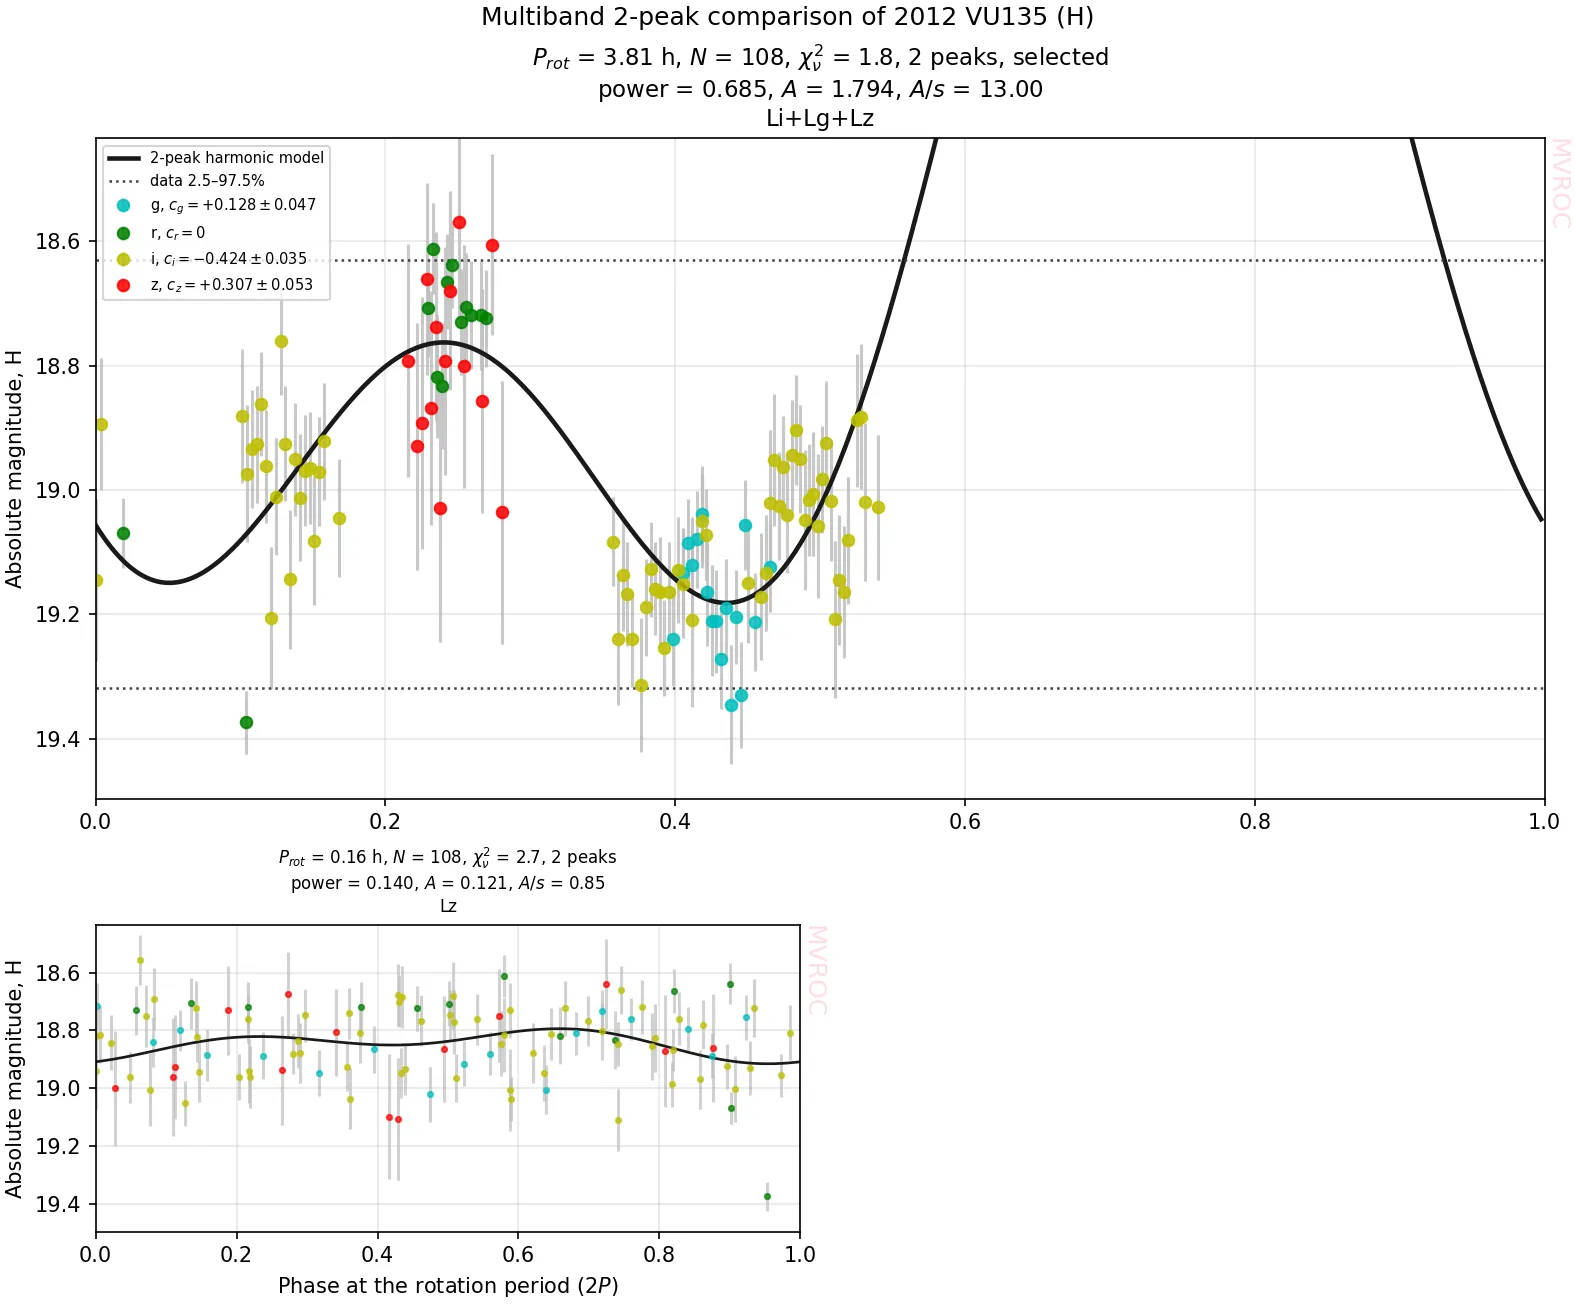 Multiband 2-peak comparison of 2012 VU135 (H)
P_rot = 3.81 h, N = 108, χ²_ν = 1.8, 2 peaks, selected
power = 0.685, A = 1.794, A/s = 13.00
Li+Lg+Lz
2-peak harmonic model
data 2.5–97.5%
g, c_g = +0.128 ± 0.047
r, c_r = 0
i, c_i = −0.424 ± 0.035
z, c_z = +0.307 ± 0.053
MVROC
Absolute magnitude, H
18.6
18.8
19.0
19.2
19.4
0.0 0.2 0.4 0.6 0.8 1.0
P_rot = 0.16 h, N = 108, χ²_ν = 2.7, 2 peaks
power = 0.140, A = 0.121, A/s = 0.85
Lz
MVROC
Absolute magnitude, H
18.6
18.8
19.0
19.2
19.4
0.0 0.2 0.4 0.6 0.8 1.0
Phase at the rotation period (2P)